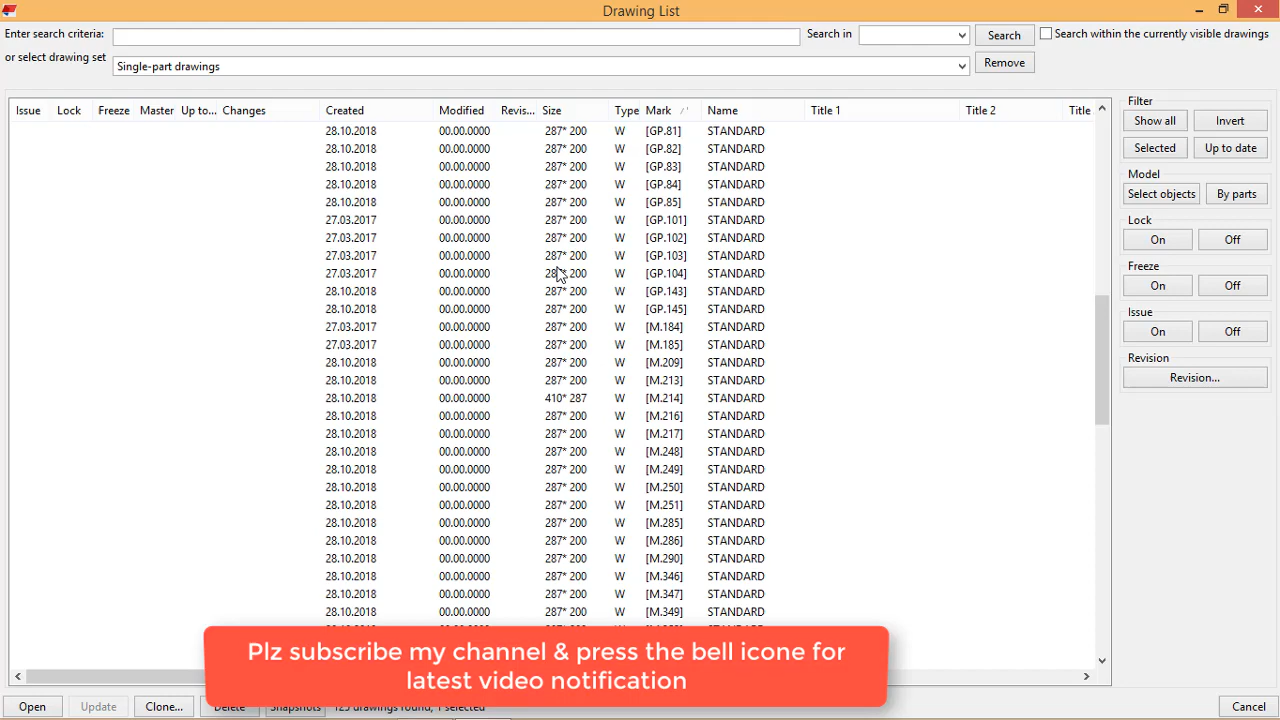 Drawing List
Enter search criteria: Search in Search Search within the currently visible drawings
or select drawing set Single-part drawings Remove
Issue Lock Freeze Master Up to... Changes Created Modified Revis... Size Type Mark Name Title 1 Title 2 Title
28.10.2018 00.00.0000 287* 200 W [GP.81] STANDARD
28.10.2018 00.00.0000 287* 200 W [GP.82] STANDARD
28.10.2018 00.00.0000 287* 200 W [GP.83] STANDARD
28.10.2018 00.00.0000 287* 200 W [GP.84] STANDARD
28.10.2018 00.00.0000 287* 200 W [GP.85] STANDARD
27.03.2017 00.00.0000 287* 200 W [GP.101] STANDARD
27.03.2017 00.00.0000 287* 200 W [GP.102] STANDARD
27.03.2017 00.00.0000 287* 200 W [GP.103] STANDARD
27.03.2017 00.00.0000 287* 200 W [GP.104] STANDARD
28.10.2018 00.00.0000 287* 200 W [GP.143] STANDARD
28.10.2018 00.00.0000 287* 200 W [GP.145] STANDARD
27.03.2017 00.00.0000 287* 200 W [M.184] STANDARD
27.03.2017 00.00.0000 287* 200 W [M.185] STANDARD
28.10.2018 00.00.0000 287* 200 W [M.209] STANDARD
28.10.2018 00.00.0000 287* 200 W [M.213] STANDARD
28.10.2018 00.00.0000 410* 287 W [M.214] STANDARD
28.10.2018 00.00.0000 287* 200 W [M.216] STANDARD
28.10.2018 00.00.0000 287* 200 W [M.217] STANDARD
28.10.2018 00.00.0000 287* 200 W [M.248] STANDARD
28.10.2018 00.00.0000 287* 200 W [M.249] STANDARD
28.10.2018 00.00.0000 287* 200 W [M.250] STANDARD
28.10.2018 00.00.0000 287* 200 W [M.251] STANDARD
28.10.2018 00.00.0000 287* 200 W [M.285] STANDARD
28.10.2018 00.00.0000 287* 200 W [M.286] STANDARD
28.10.2018 00.00.0000 287* 200 W [M.290] STANDARD
28.10.2018 00.00.0000 287* 200 W [M.346] STANDARD
28.10.2018 00.00.0000 287* 200 W [M.347] STANDARD
28.10.2018 00.00.0000 287* 200 W [M.349] STANDARD
Filter
Show all Invert
Selected Up to date
Model
Select objects By parts
Lock
On Off
Freeze
On Off
Issue
On Off
Revision
Revision...
Plz subscribe my channel & press the bell icone for
latest video notification
Open Update Clone... Delete Snapshots 125 drawings found, 1 selected Cancel